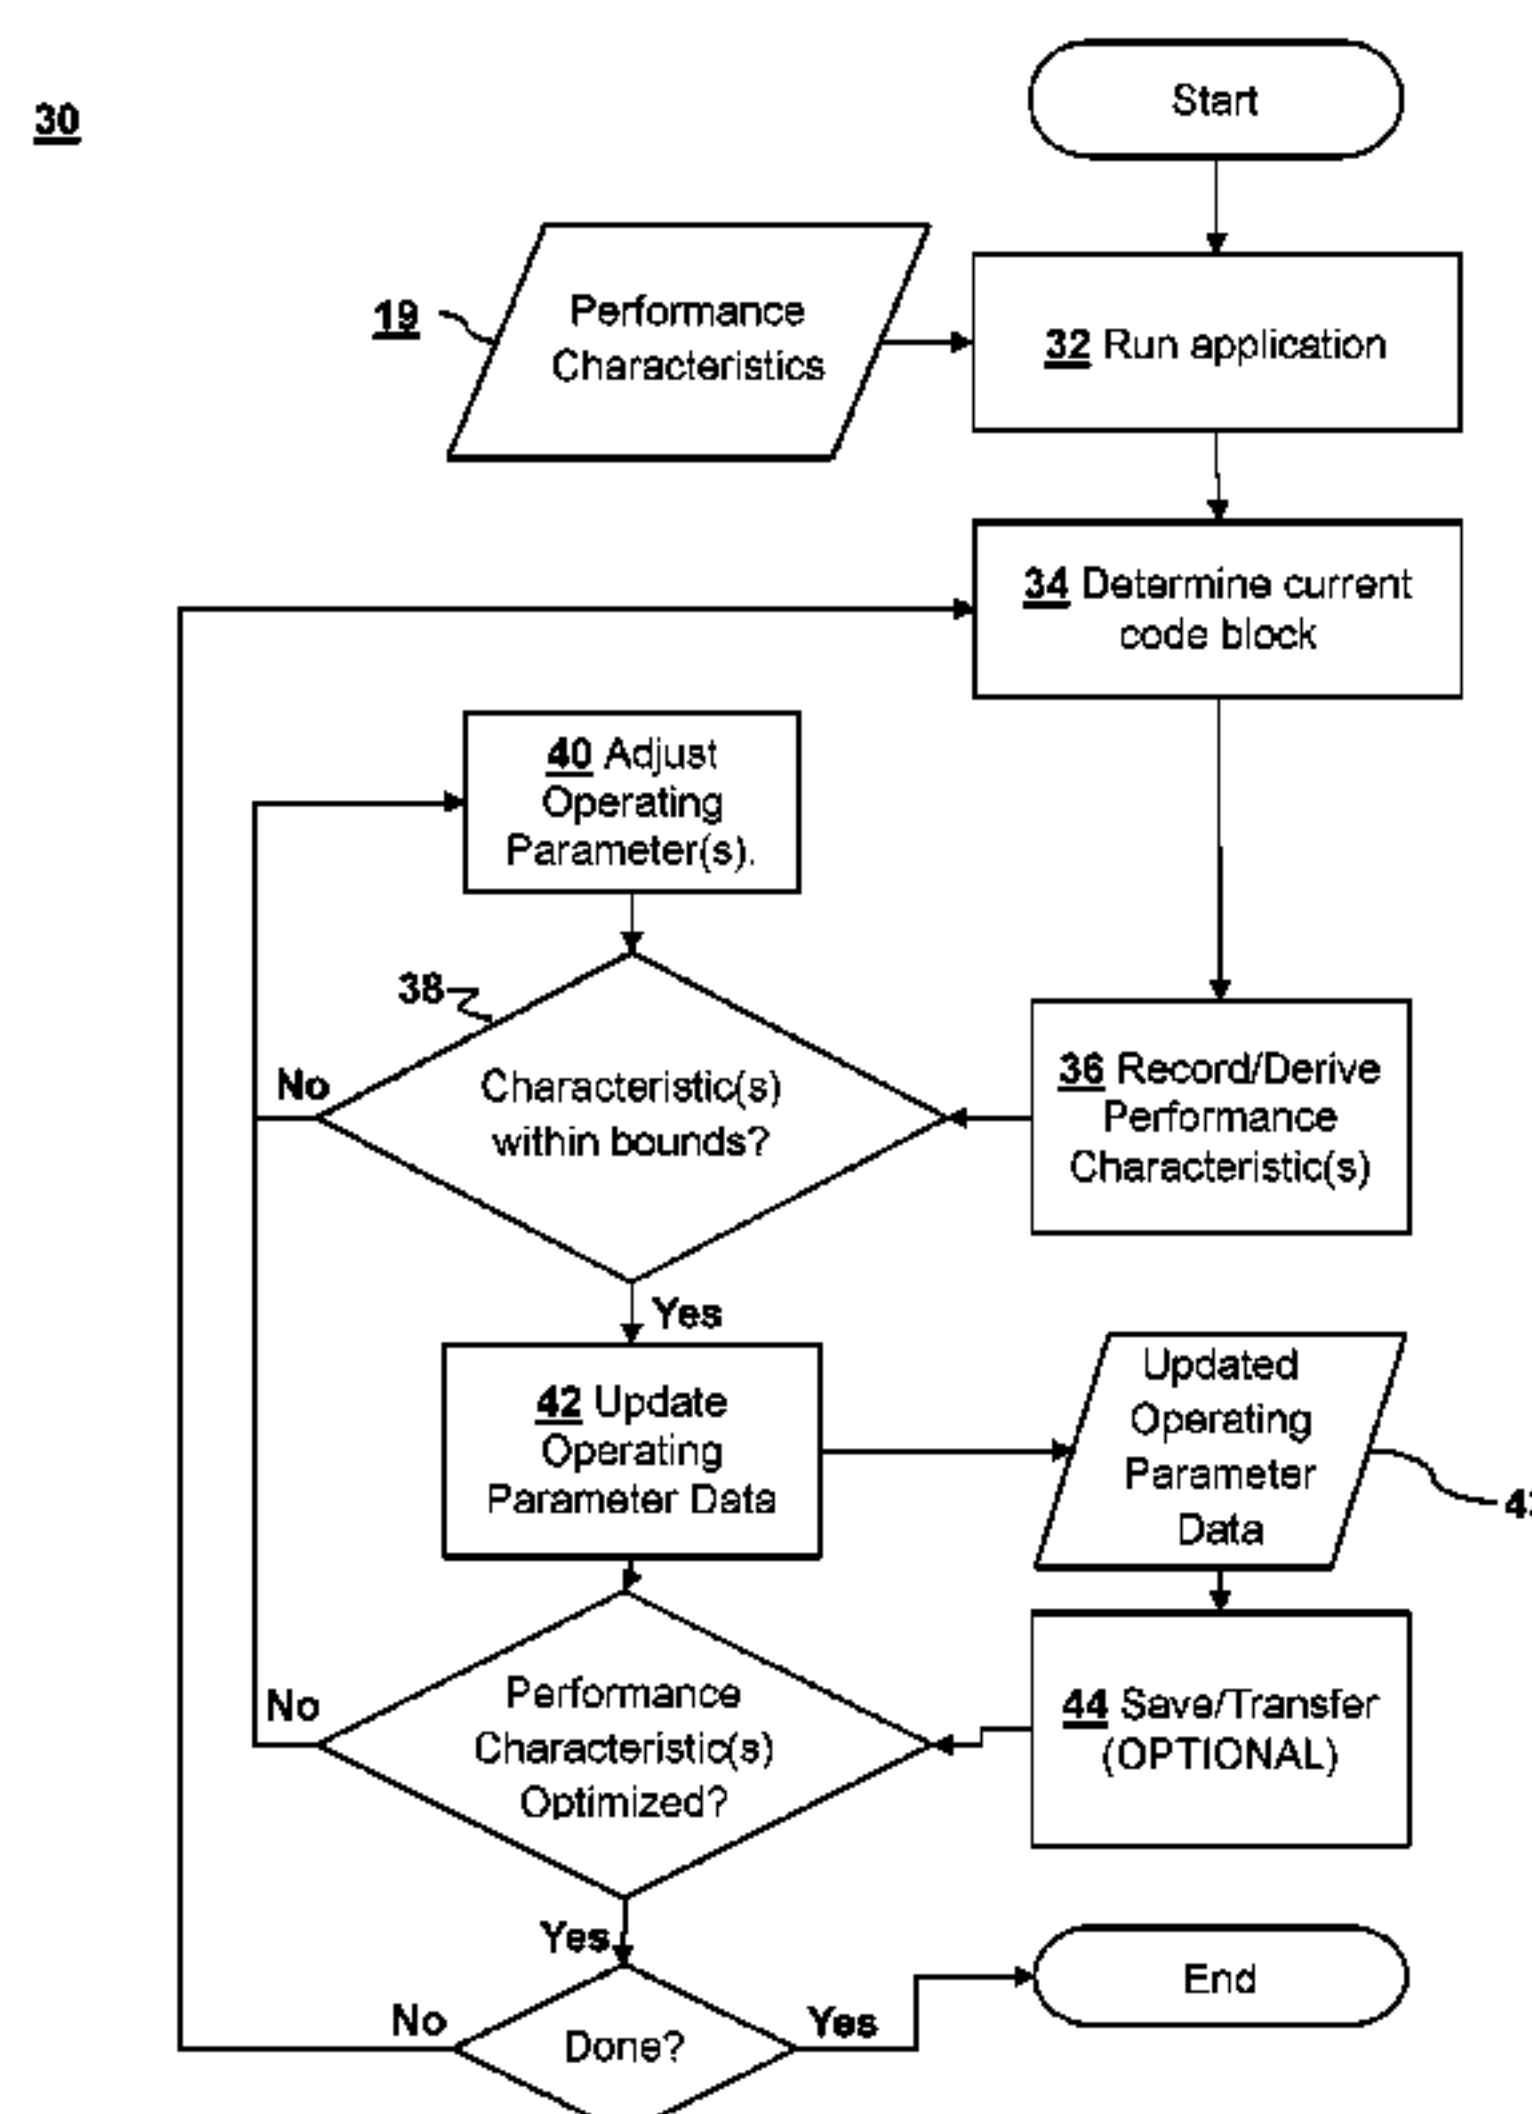 30
Start
19
Performance
Characteristics
32 Run application
34 Determine current
code block
40 Adjust
Operating
Parameter(s).
38
No
Characteristic(s)
within bounds?
36 Record/Derive
Performance
Characteristic(s)
Yes
42 Update
Operating
Parameter Data
Updated
Operating
Parameter
Data
No
Performance
Characteristic(s)
Optimized?
44 Save/Transfer
(OPTIONAL)
Yes
End
No
Done?
Yes